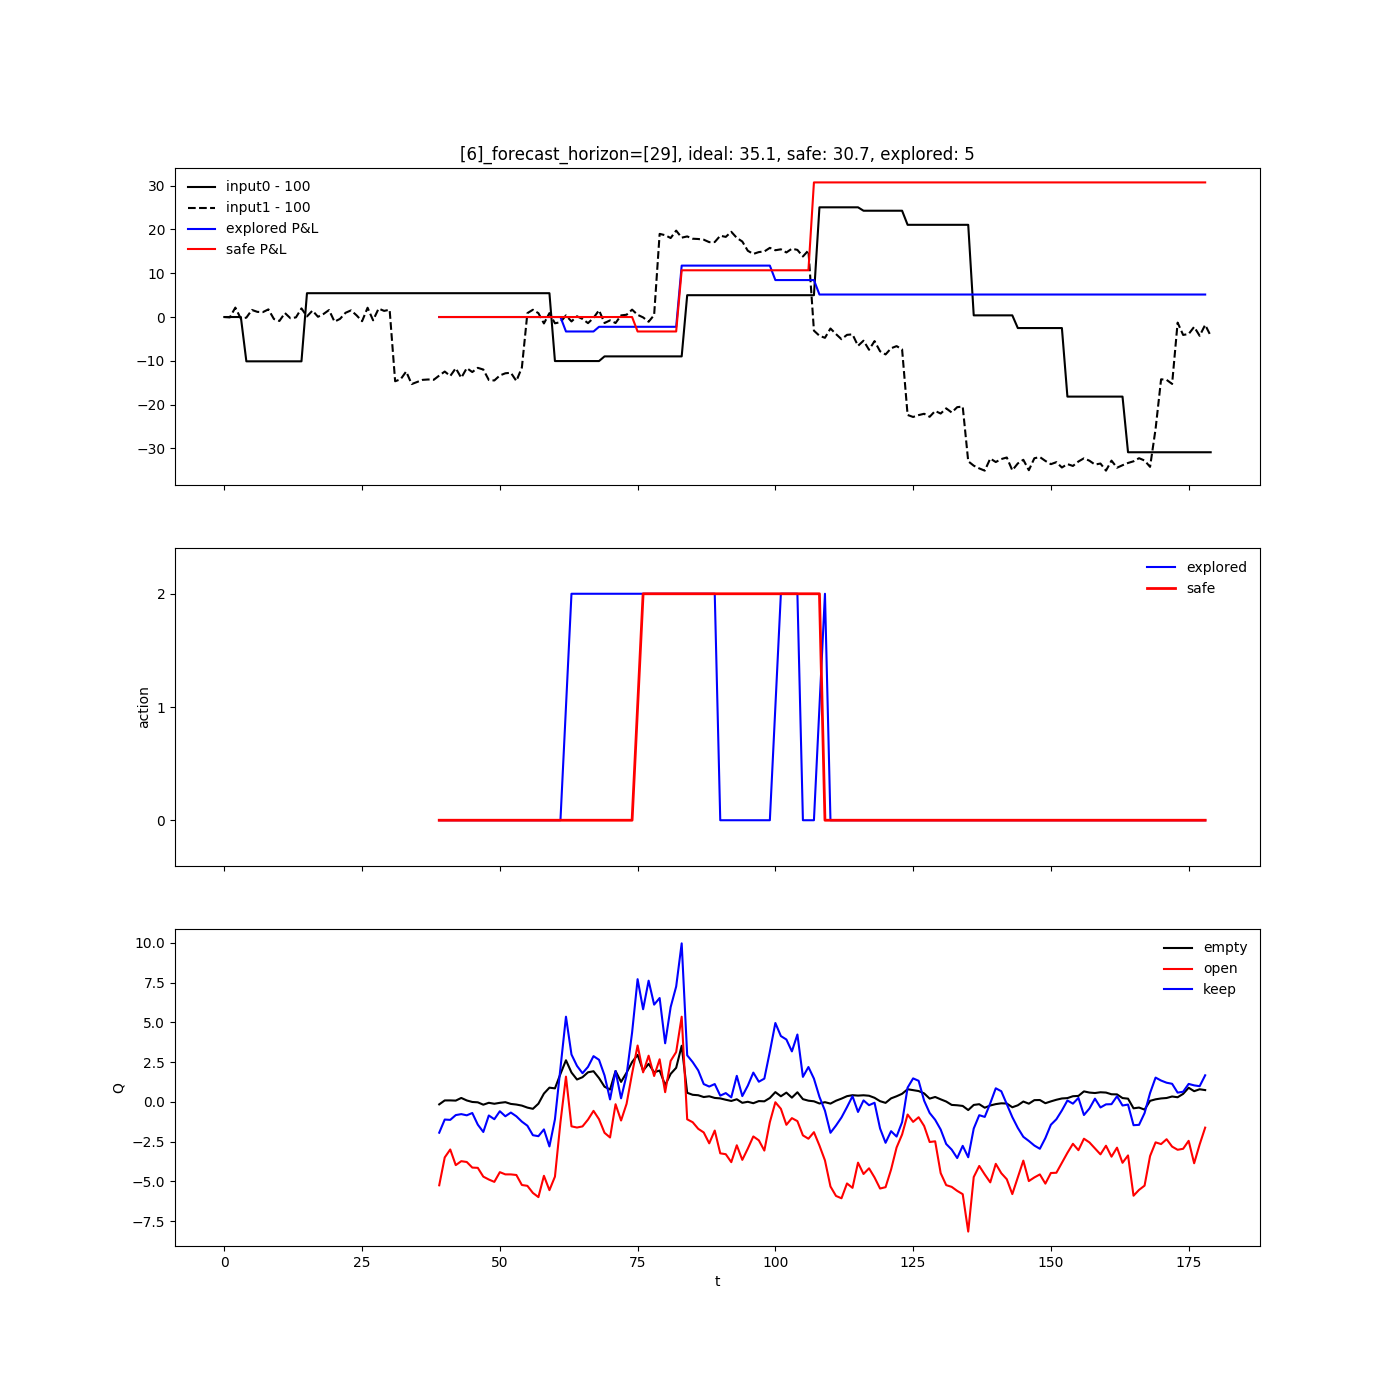 [6]_forecast_horizon=[29], ideal: 35.1, safe: 30.7, explored: 5
input0 - 100
input1 - 100
explored P&L
safe P&L
30
20
10
0
−10
−20
−30
explored
safe
2
1
0
action
empty
open
keep
10.0
7.5
5.0
2.5
0.0
−2.5
−5.0
−7.5
Q
0 25 50 75 100 125 150 175
t